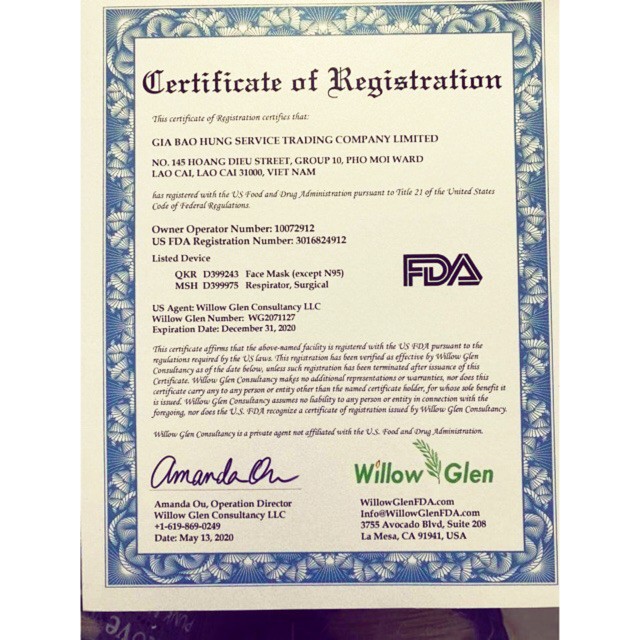 Certificate of Registration
This certificate of Registration certifies that:
GIA BAO HUNG SERVICE TRADING COMPANY LIMITED
NO. 145 HOANG DIEU STREET, GROUP 10, PHO MOI WARD
LAO CAI, LAO CAI 31000, VIET NAM
has registered with the US Food and Drug Administration pursuant to Title 21 of the United States
Code of Federal Regulations.
Owner Operator Number: 10072912
US FDA Registration Number: 3016824912
Listed Device
QKR D399243 Face Mask (except N95)
MSH D399975 Respirator, Surgical
FDA
US Agent: Willow Glen Consultancy LLC
Willow Glen Number: WG2071127
Expiration Date: December 31, 2020
This certificate affirms that the above-named facility is registered with the US FDA pursuant to the
regulations required by the US laws. This registration has been verified as effective by Willow Glen
Consultancy as of the date below, unless such registration has been terminated after issuance of this
Certificate. Willow Glen Consultancy makes no additional representations or warranties, nor does this
certificate carry any to any person or entity other than the named certificate holder, for whose sole benefit it
is issued. Willow Glen Consultancy assumes no liability to any person or entity in connection with the
foregoing, nor does the U.S. FDA recognize a certificate of registration issued by Willow Glen Consultancy.
Willow Glen Consultancy is a private agent not affiliated with the U.S. Food and Drug Administration.
Amanda Ou
Willow Glen
Amanda Ou, Operation Director
Willow Glen Consultancy LLC
+1-619-869-0249
Date: May 13, 2020
WillowGlenFDA.com
Info@WillowGlenFDA.com
3755 Avocado Blvd, Suite 208
La Mesa, CA 91941, USA